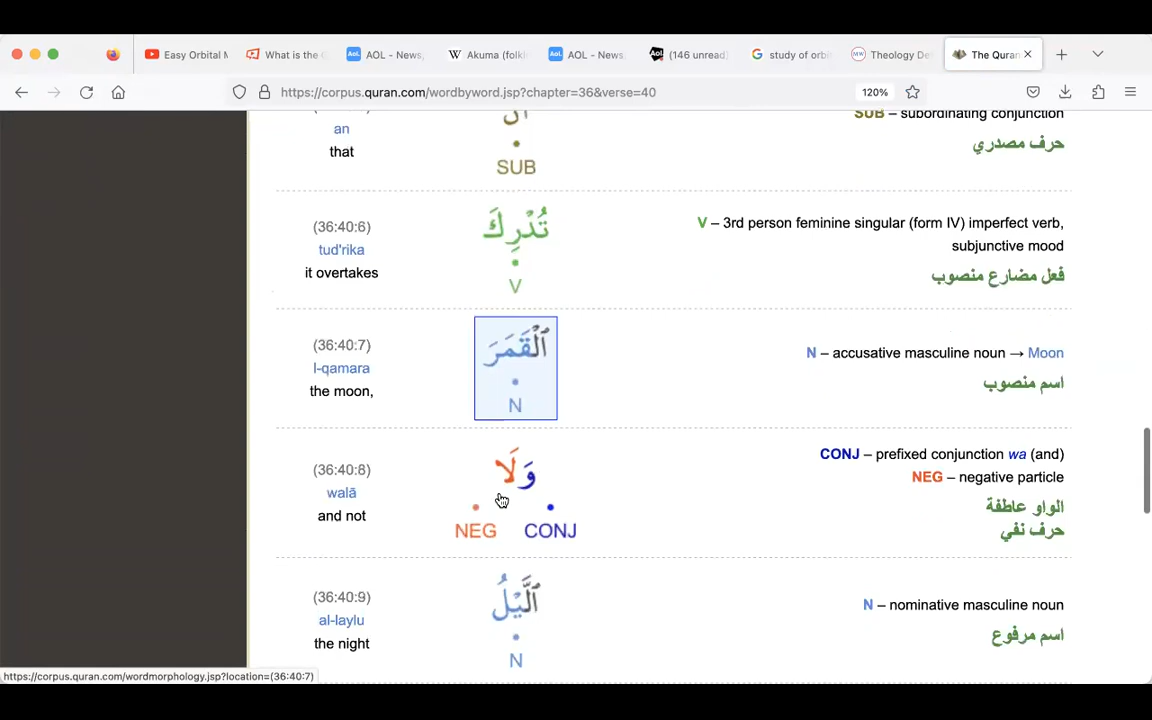 Easy Orbital M
What is the G
AOL - News,
Akuma (folkl
AOL - News,
(146 unread)
study of orbi
Theology De
The Quran
https://corpus.quran.com/wordbyword.jsp?chapter=36&verse=40
120%
an
that
أَن
SUB
SUB – subordinating conjunction
حرف مصدري
(36:40:6)
tud'rika
it overtakes
تُدْرِكَ
V
V – 3rd person feminine singular (form IV) imperfect verb,
subjunctive mood
فعل مضارع منصوب
(36:40:7)
l-qamara
the moon,
ٱلْقَمَرَ
N
N – accusative masculine noun → Moon
اسم منصوب
(36:40:8)
walā
and not
وَلَا
NEG CONJ
CONJ – prefixed conjunction wa (and)
NEG – negative particle
الواو عاطفة
حرف نفي
(36:40:9)
al-laylu
the night
ٱلَّيْلُ
N
N – nominative masculine noun
اسم مرفوع
https://corpus.quran.com/wordmorphology.jsp?location=(36:40:7)